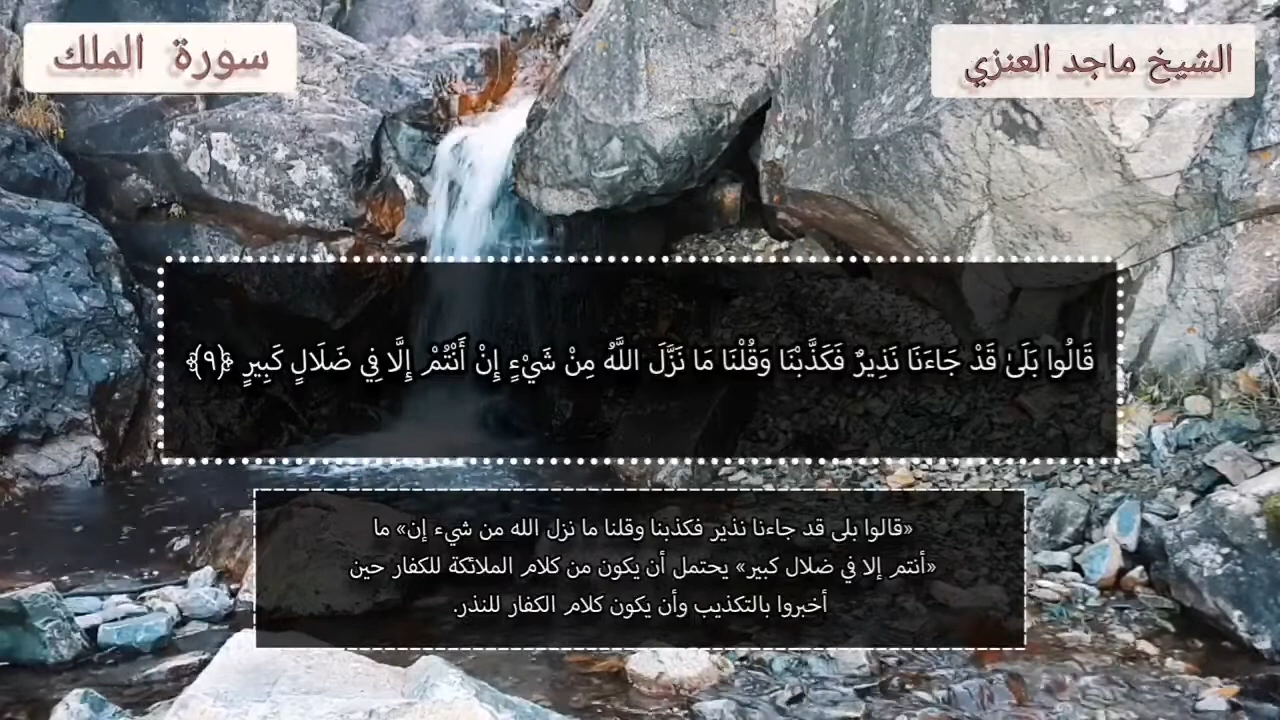 الشيخ ماجد العنزي
سورة الملك
قَالُوا بَلَىٰ قَدْ جَاءَنَا نَذِيرٌ فَكَذَّبْنَا وَقُلْنَا مَا نَزَّلَ اللَّهُ مِنْ شَيْءٍ إِنْ أَنْتُمْ إِلَّا فِي ضَلَالٍ كَبِيرٍ ﴿٩﴾
«قالوا بلى قد جاءنا نذير فكذبنا وقلنا ما نزل الله من شيء إن» ما
«أنتم إلا في ضلال كبير» يحتمل أن يكون من كلام الملائكة للكفار حين
أخبروا بالتكذيب وأن يكون كلام الكفار للنذر.